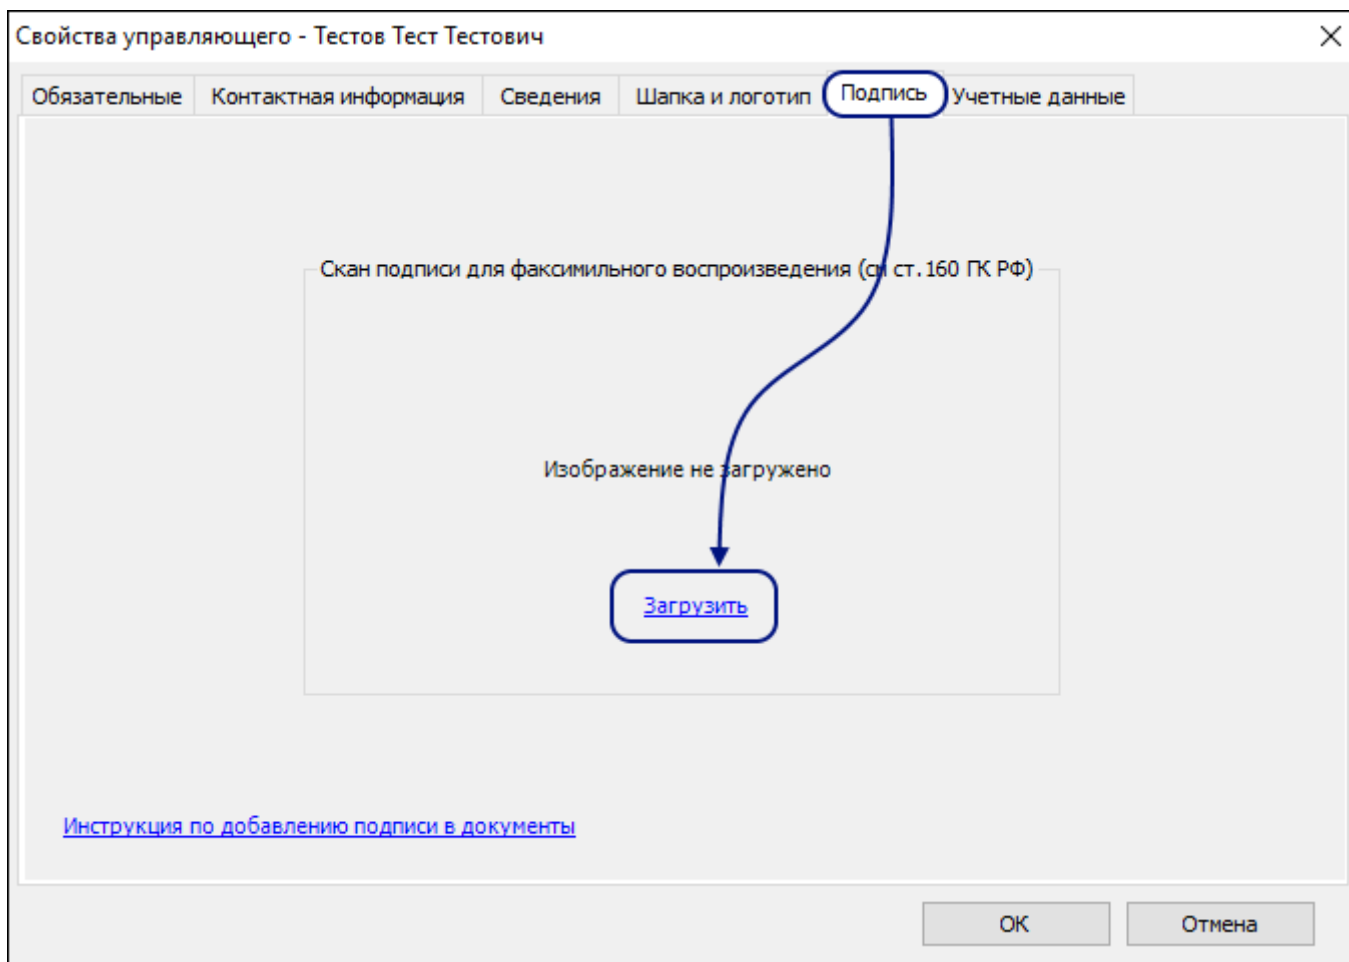 Свойства управляющего - Тестов Тест Тестович
Обязательные Контактная информация Сведения Шапка и логотип Подпись Учетные данные
Скан подписи для факсимильного воспроизведения (см ст.160 ГК РФ)
Изображение не загружено
Загрузить
Инструкция по добавлению подписи в документы
ОК Отмена